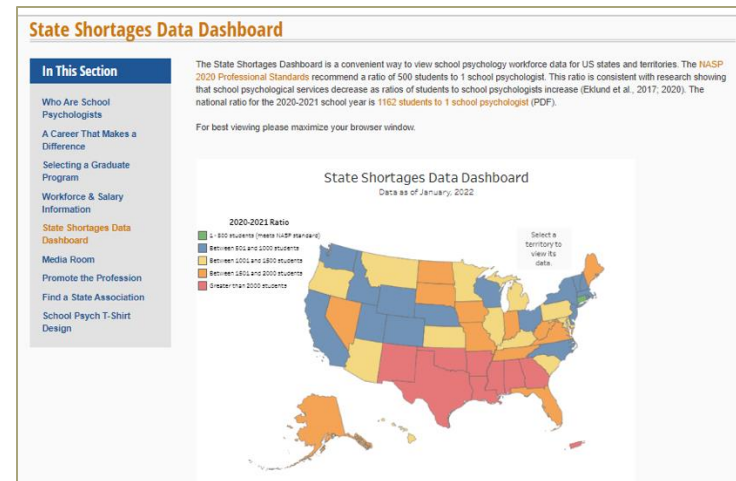 State Shortages Data Dashboard
In This Section
Who Are School
Psychologists
A Career That Makes a
Difference
Selecting a Graduate
Program
Workforce & Salary
Information
State Shortages Data
Dashboard
Media Room
Promote the Profession
Find a State Association
School Psych T-Shirt
Design
The State Shortages Dashboard is a convenient way to view school psychology workforce data for US states and territories. The NASP
2020 Professional Standards recommend a ratio of 500 students to 1 school psychologist. This ratio is consistent with research showing
that school psychological services decrease as ratios of students to school psychologists increase (Eklund et al., 2017; 2020). The
national ratio for the 2020-2021 school year is 1162 students to 1 school psychologist (PDF).
For best viewing please maximize your browser window.
State Shortages Data Dashboard
Data as of January, 2022
2020-2021 Ratio
1 - 500 students (meets NASP standard)
Between 501 and 1000 students
Between 1001 and 1500 students
Between 1501 and 2000 students
Greater than 2000 students
Select a
territory to
view its
data.